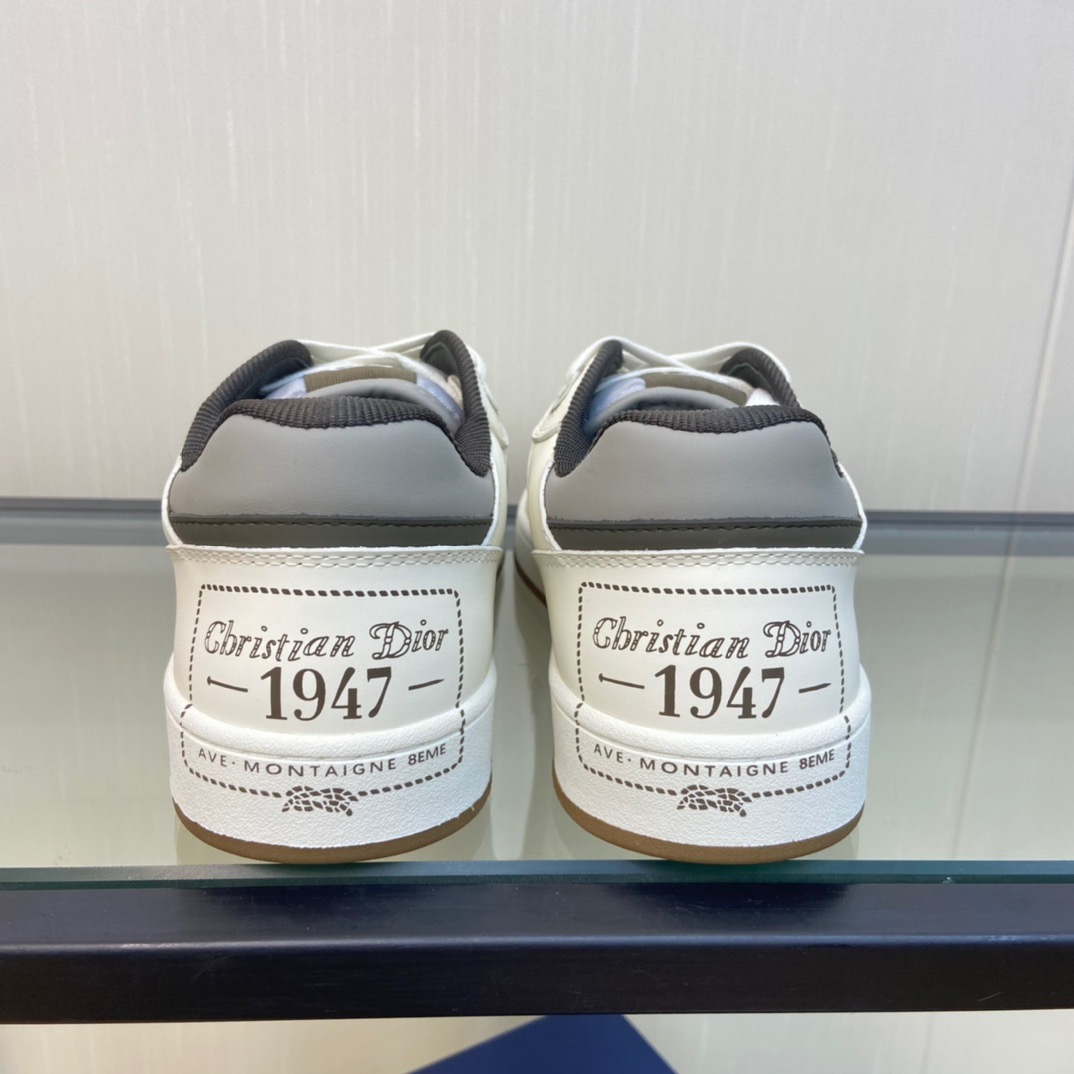 Christian Dior
1947
AVE· MONTAIGNE 8EME
Christian Dior
1947
AVE· MONTAIGNE 8EME